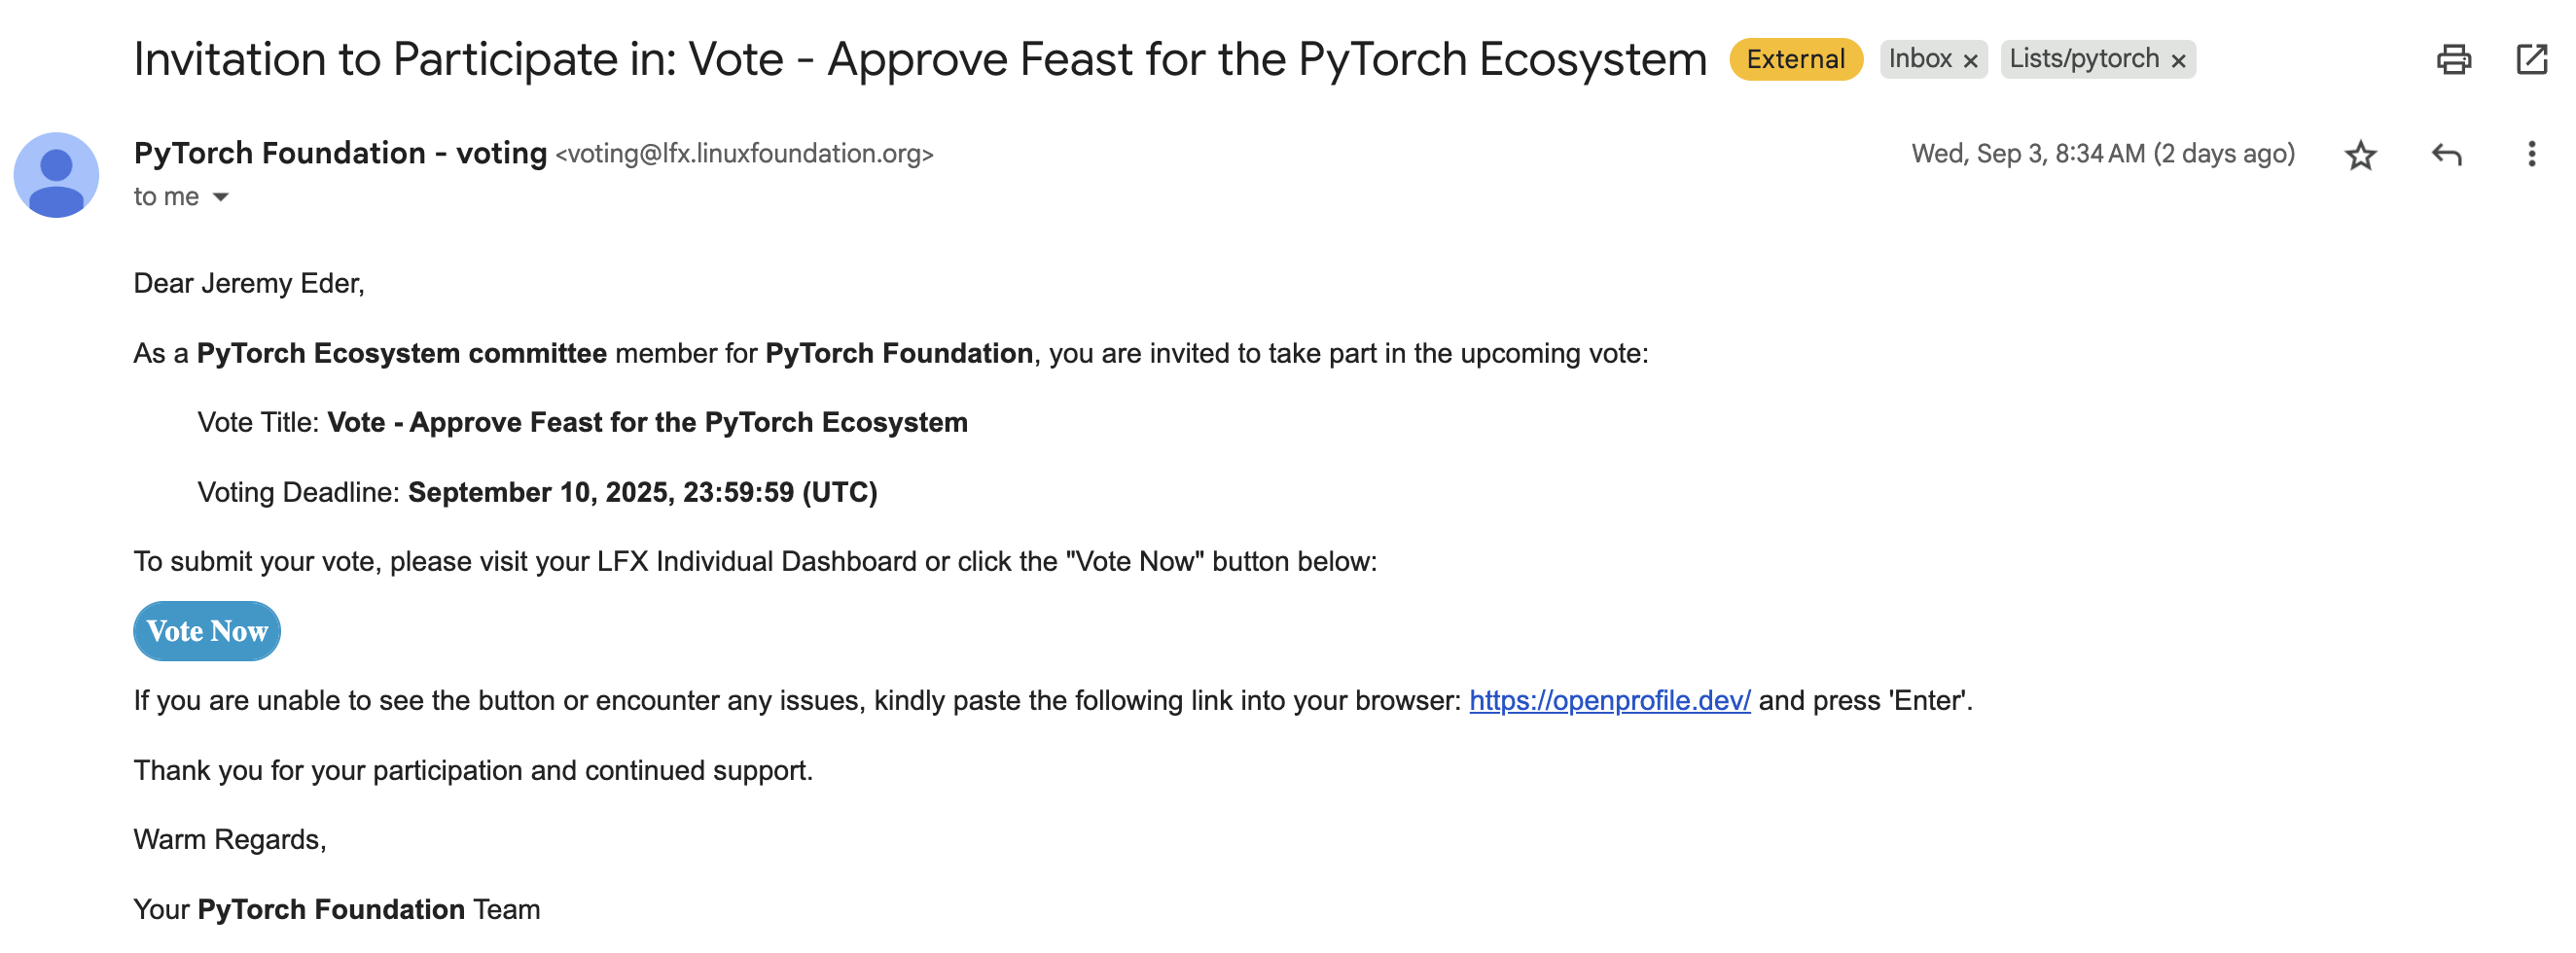 Invitation to Participate in: Vote - Approve Feast for the PyTorch Ecosystem External Inbox × Lists/pytorch ×
PyTorch Foundation - voting <voting@lfx.linuxfoundation.org> Wed, Sep 3, 8:34 AM (2 days ago)
to me
Dear Jeremy Eder,
As a PyTorch Ecosystem committee member for PyTorch Foundation, you are invited to take part in the upcoming vote:
Vote Title: Vote - Approve Feast for the PyTorch Ecosystem
Voting Deadline: September 10, 2025, 23:59:59 (UTC)
To submit your vote, please visit your LFX Individual Dashboard or click the "Vote Now" button below:
Vote Now
If you are unable to see the button or encounter any issues, kindly paste the following link into your browser: https://openprofile.dev/ and press 'Enter'.
Thank you for your participation and continued support.
Warm Regards,
Your PyTorch Foundation Team